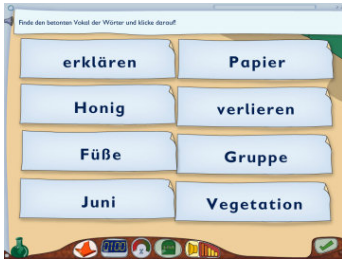 Finde den betonten Vokal der Wörter und klicke darauf!
erklären
Papier
Honig
verlieren
Füße
Gruppe
Juni
Vegetation